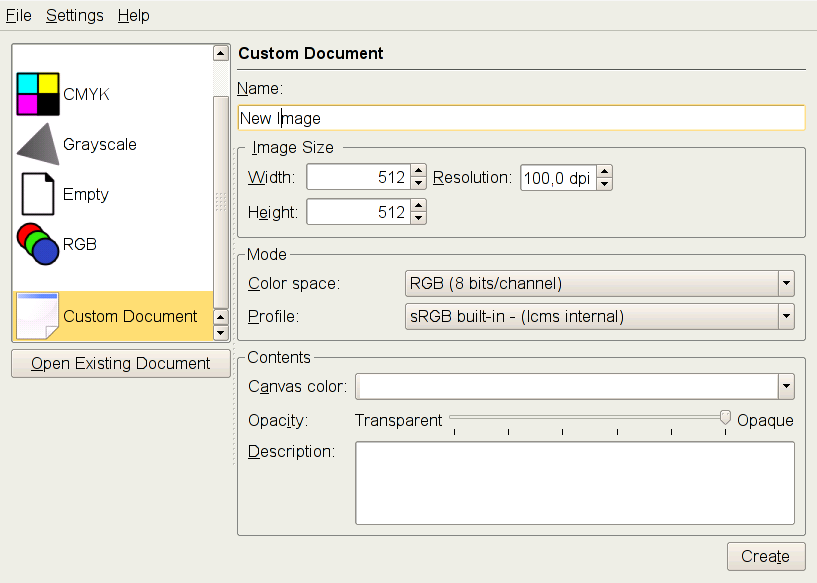 File Settings Help
CMYK
Grayscale
Empty
RGB
Custom Document
Open Existing Document
Custom Document
Name:
New Image
Image Size
Width: 512 Resolution: 100,0 dpi
Height: 512
Mode
Color space: RGB (8 bits/channel)
Profile: sRGB built-in - (lcms internal)
Contents
Canvas color:
Opacity: Transparent Opaque
Description:
Create